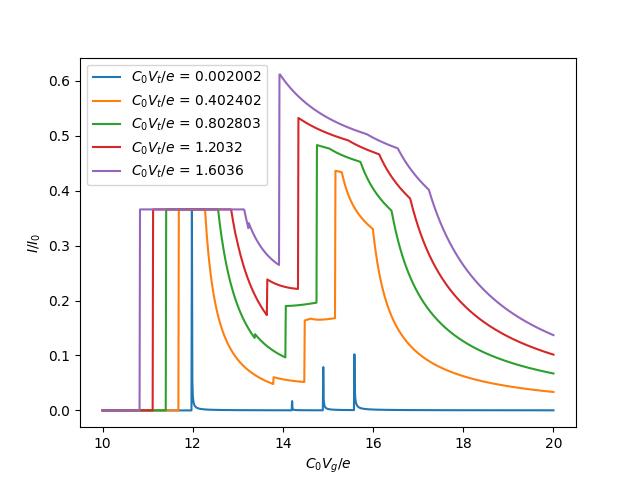 C₀Vₜ/e = 0.002002
C₀Vₜ/e = 0.402402
C₀Vₜ/e = 0.802803
C₀Vₜ/e = 1.2032
C₀Vₜ/e = 1.6036
0.6
0.5
0.4
0.3
0.2
0.1
0.0
I/I₀
10 12 14 16 18 20
C₀V_g/e